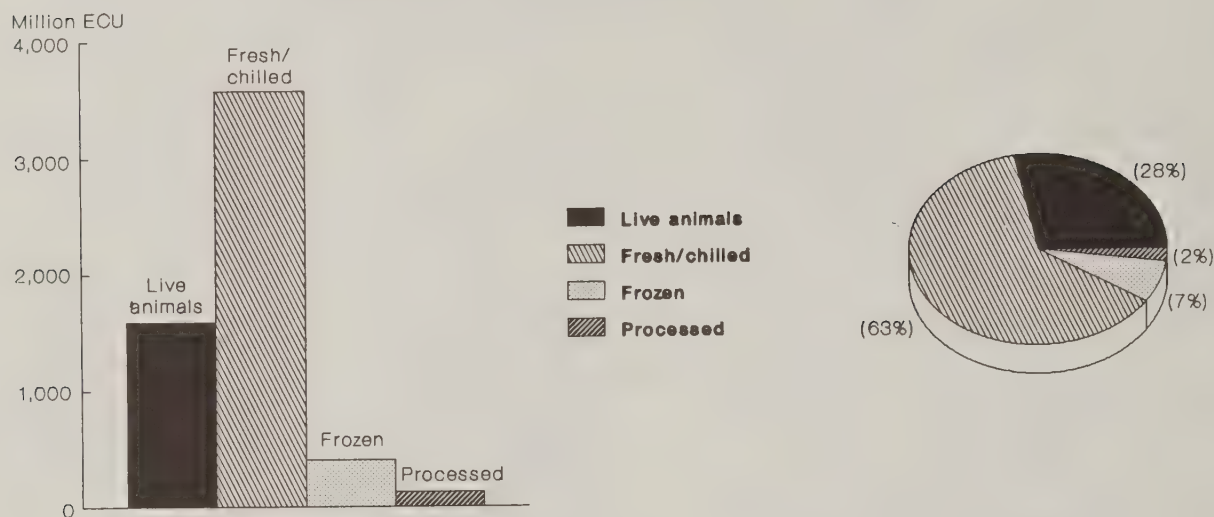 Million ECU
4,000
3,000
2,000
1,000
0
Live
animals
Fresh/
chilled
Frozen
Processed
Live animals
Fresh/chilled
Frozen
Processed
(28%)
(2%)
(7%)
(63%)